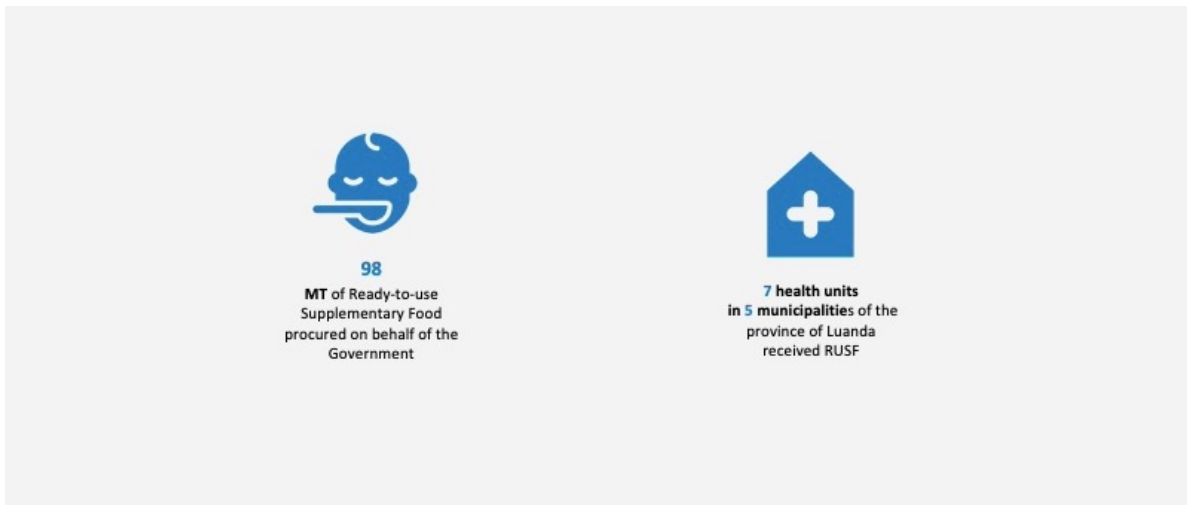 98
MT of Ready-to-use
Supplementary Food
procured on behalf of the
Government
7 health units
in 5 municipalities of the
province of Luanda
received RUSF